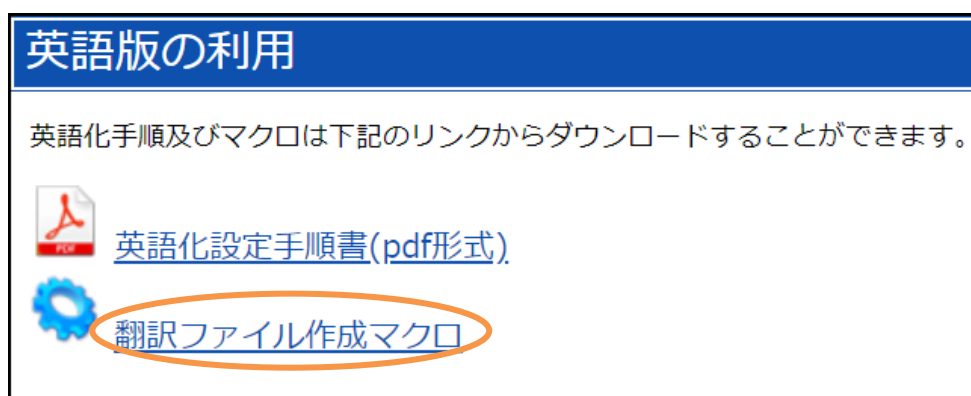 英語版の利用
英語化手順及びマクロは下記のリンクからダウンロードすることができます。
PDF
英語化設定手順書(pdf形式)
翻訳ファイル作成マクロ